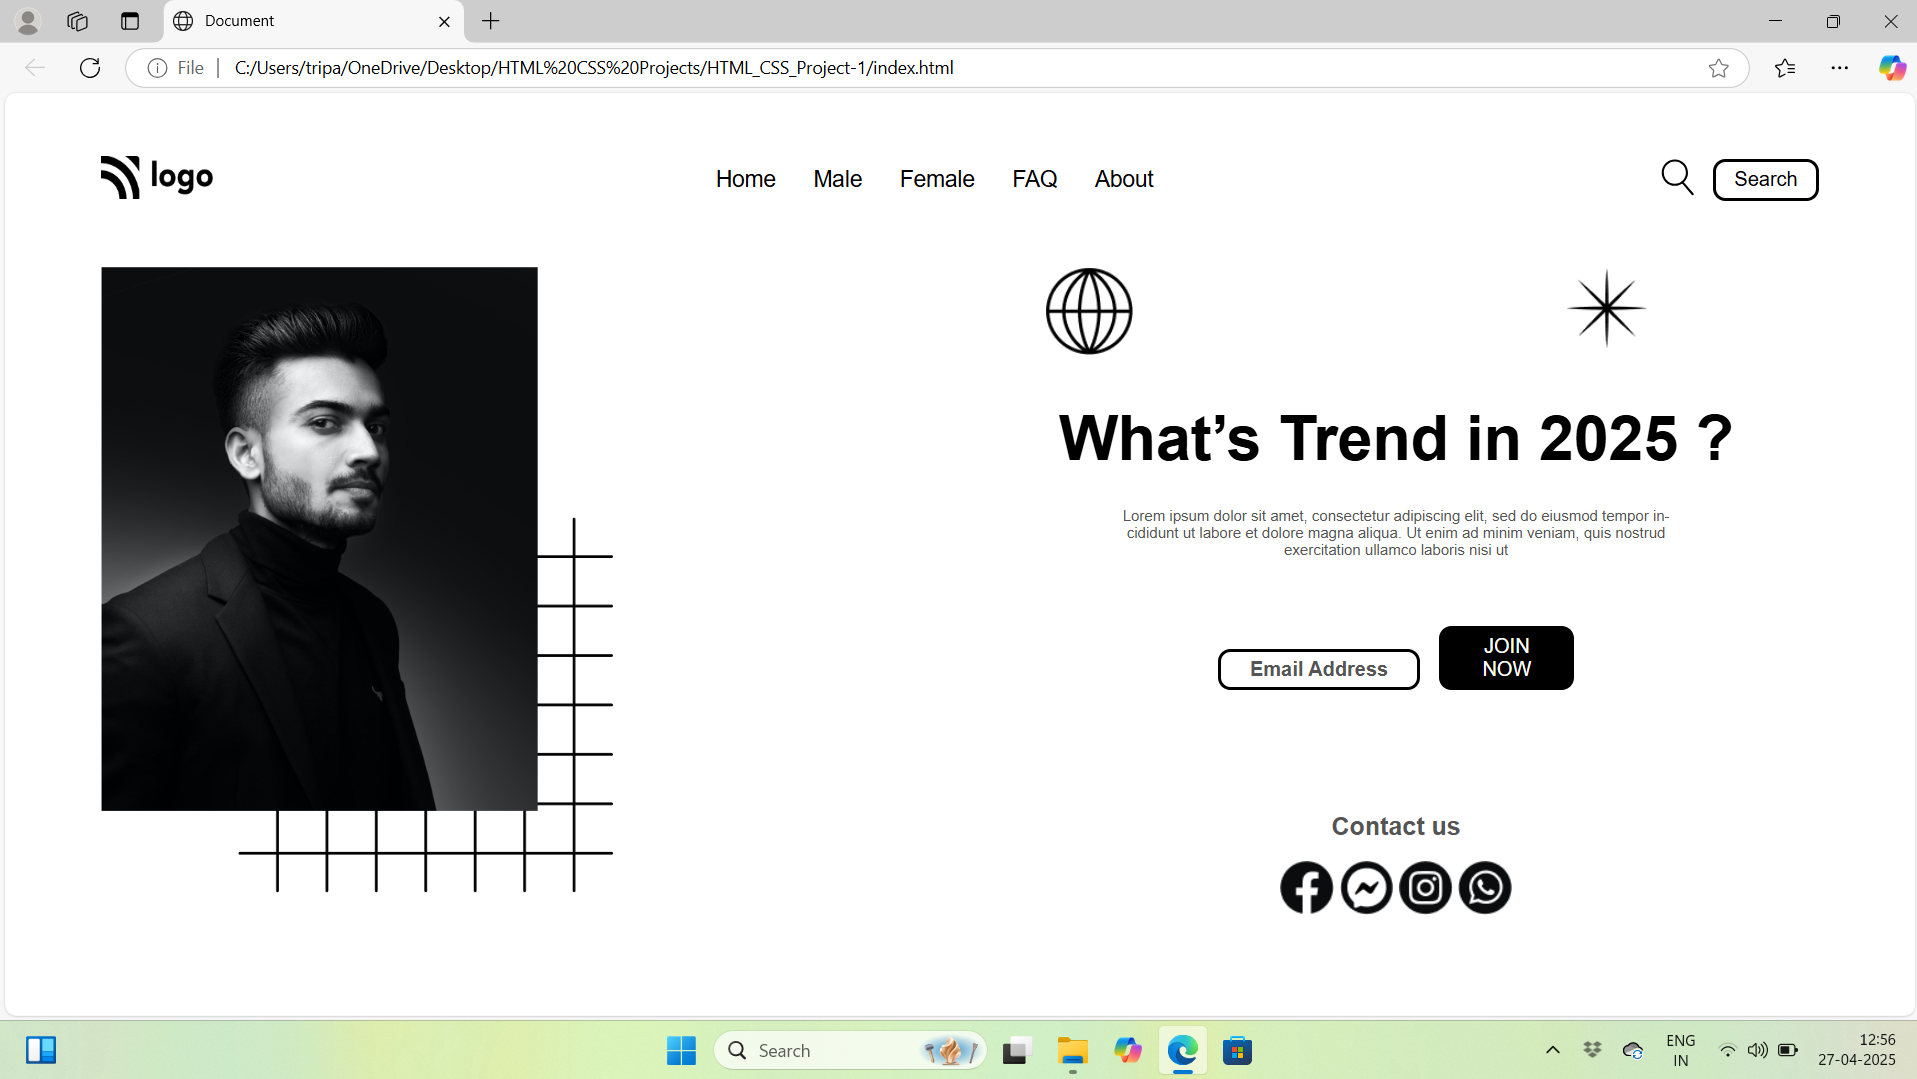 Document
File
C:/Users/tripa/OneDrive/Desktop/HTML%20CSS%20Projects/HTML_CSS_Project-1/index.html
logo
Home Male Female FAQ About
Search
What’s Trend in 2025 ?
Lorem ipsum dolor sit amet, consectetur adipiscing elit, sed do eiusmod tempor in-
cididunt ut labore et dolore magna aliqua. Ut enim ad minim veniam, quis nostrud
exercitation ullamco laboris nisi ut
Email Address
JOIN
NOW
Contact us
Search
ENG
IN
12:56
27-04-2025